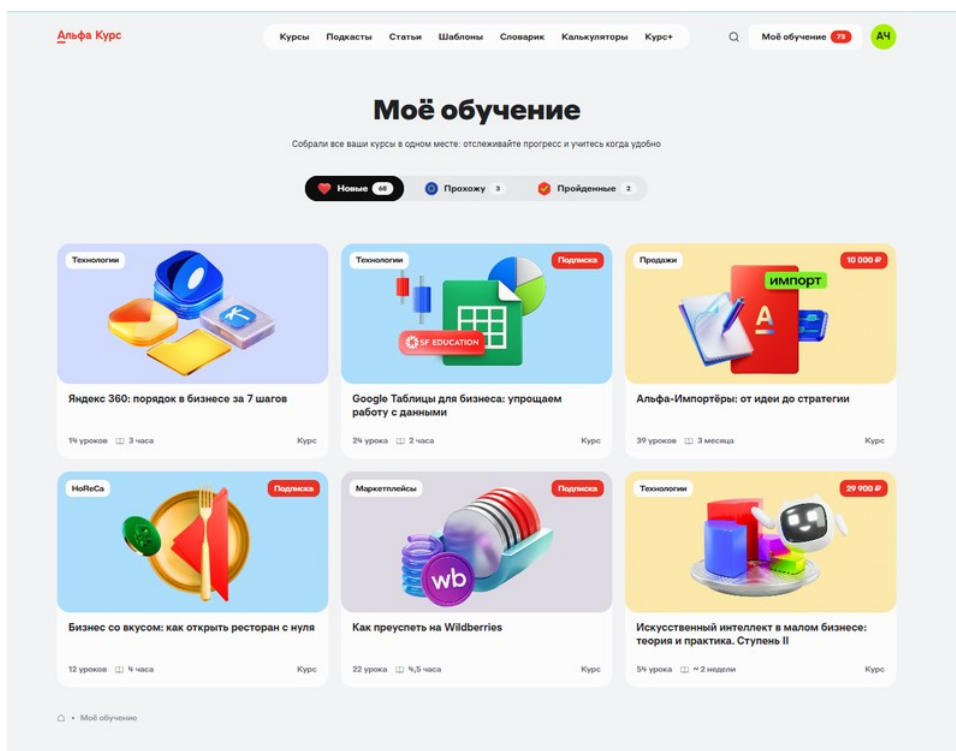 Альфа Курс
Курсы Подкасты Статьи Шаблоны Словарик Калькуляторы Курс+
Моё обучение 73
АЧ
Моё обучение
Собрали все ваши курсы в одном месте: отслеживайте прогресс и учитесь когда удобно
Новые 68
Прохожу 3
Пройденные 2
Технологии
Яндекс 360: порядок в бизнесе за 7 шагов
14 уроков 3 часа Курс
Технологии
Подписка
SF EDUCATION
Google Таблицы для бизнеса: упрощаем
работу с данными
24 урока 2 часа Курс
Продажи
10 000 ₽
ИМПОРТ
А
Альфа-Импортёры: от идеи до стратегии
39 уроков 3 месяца Курс
HoReCa
Подписка
Бизнес со вкусом: как открыть ресторан с нуля
12 уроков 4 часа Курс
Маркетплейсы
Подписка
wb
Как преуспеть на Wildberries
22 урока 4,5 часа Курс
Технологии
29 900 ₽
Искусственный интеллект в малом бизнесе:
теория и практика. Ступень II
54 урока ~ 2 недели Курс
• Моё обучение